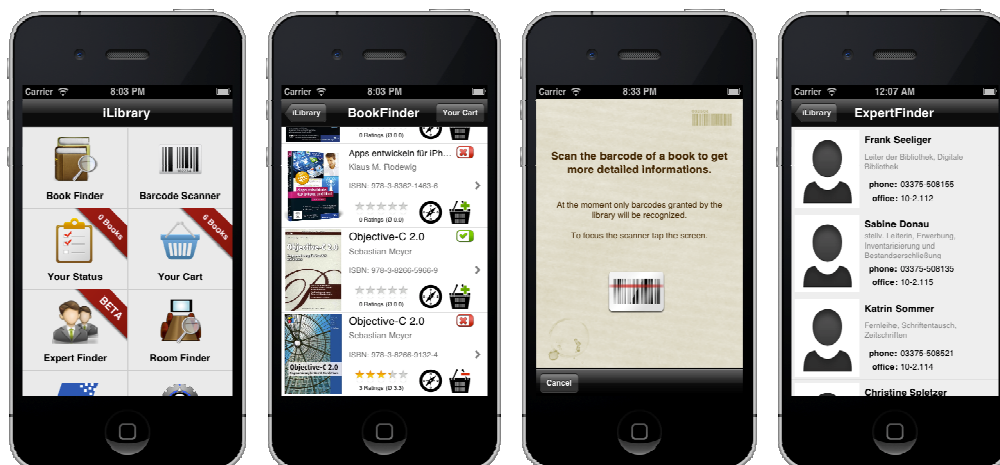 Carrier 8:03 PM
iLibrary
Book Finder
Barcode Scanner
0 Books
6 Books
Your Status
Your Cart
BETA
Expert Finder
Room Finder
Carrier 8:03 PM
iLibrary
BookFinder
Your Cart
0 Ratings (Ø 0.0)
Apps entwickeln für iPh...
Klaus M. Rodewig
ISBN: 978-3-8362-1463-6
0 Ratings (Ø 0.0)
Objective-C 2.0
Objective-C 2.0
Sebastian Meyer
ISBN: 978-3-8266-5966-9
0 Ratings (Ø 0.0)
Objective-C 2.0
Sebastian Meyer
ISBN: 978-3-8266-9132-4
Objective-C 2.0
3 Ratings (Ø 3.3)
Carrier 8:33 PM
Scan the barcode of a book to get
more detailed informations.
At the moment only barcodes granted by the
library will be recognized.
To focus the scanner tap the screen.
Cancel
Carrier 12:07 AM
iLibrary
ExpertFinder
Frank Seeliger
Leiter der Bibliothek, Digitale
Bibliothek
phone: 03375-508155
office: 10-2.112
Sabine Donau
stellv. Leiterin, Erwerbung,
Inventarisierung und
Bestandserschließung
phone: 03375-508135
office: 10-2.115
Katrin Sommer
Fernleihe, Schriftentausch,
Zeitschriften
phone: 03375-508521
office: 10-2.114
Christine Spletzer